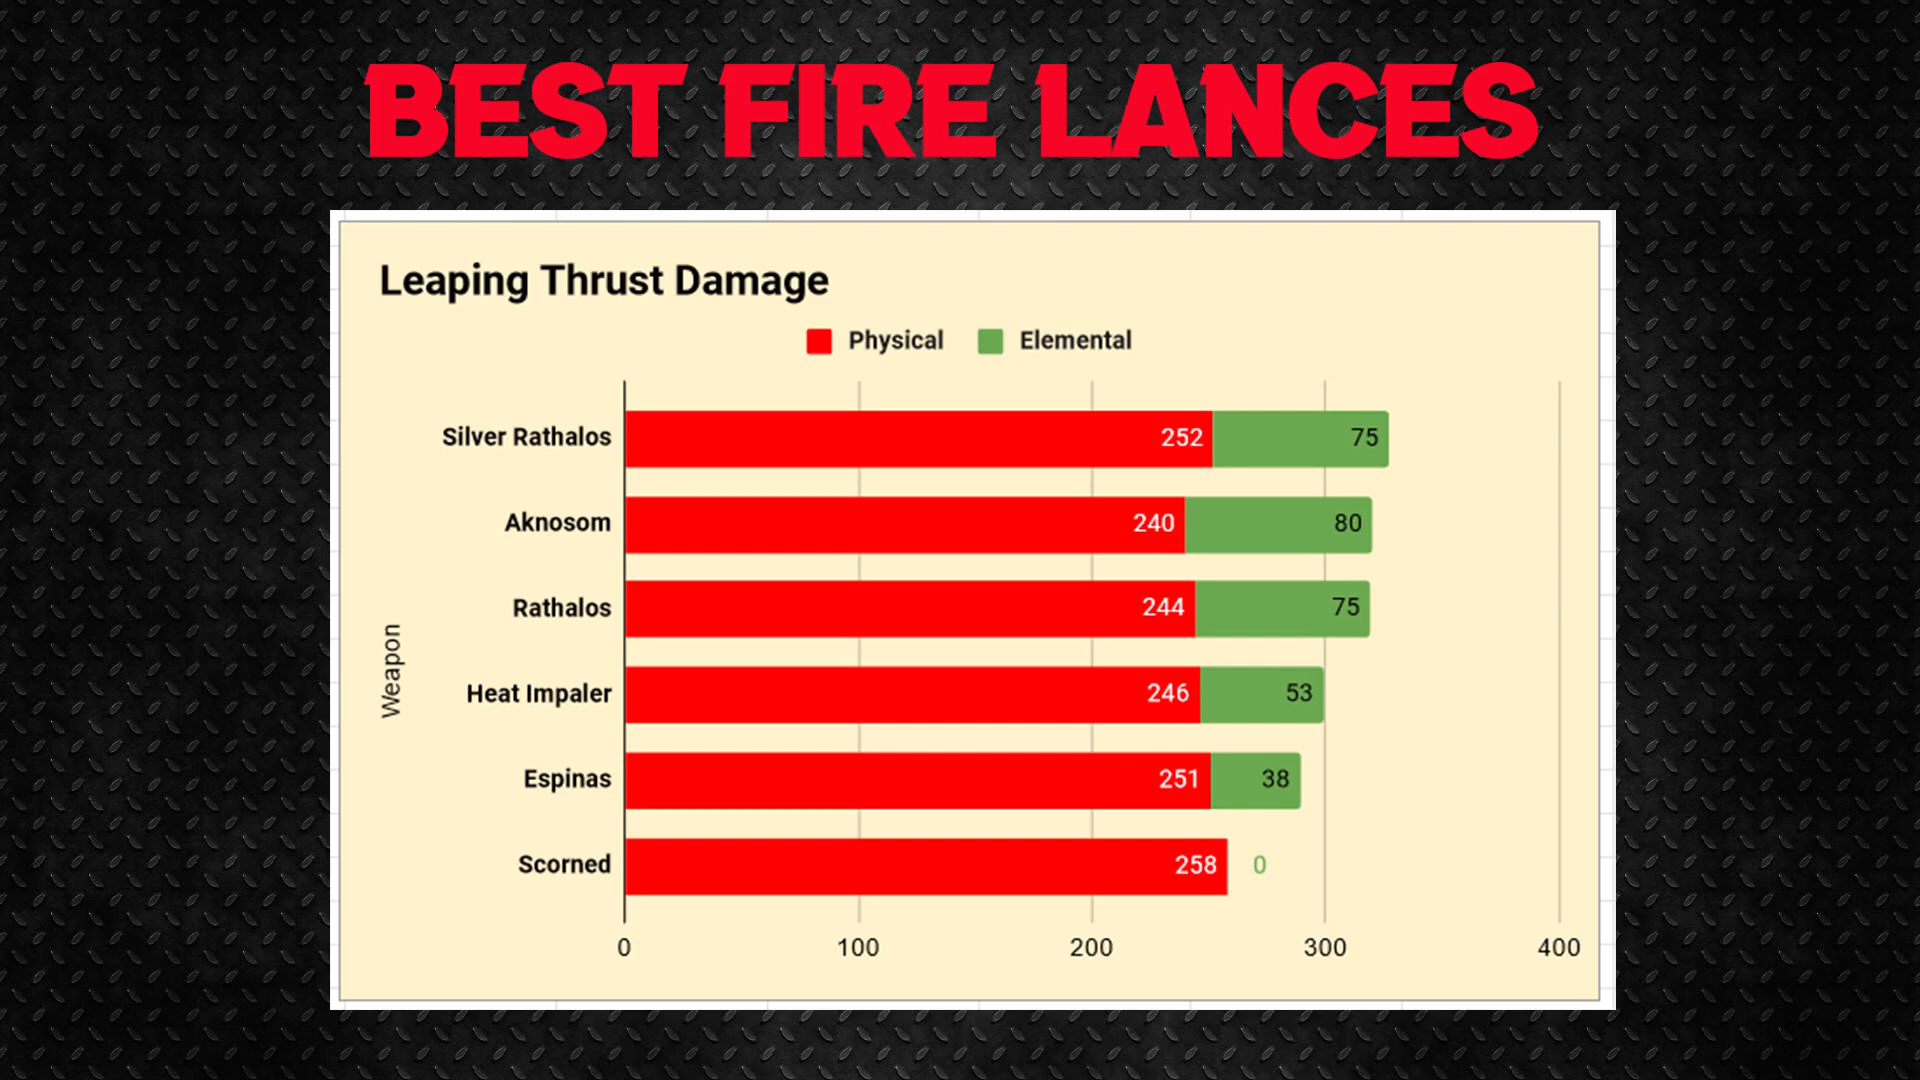 BEST FIRE LANCES
Leaping Thrust Damage
Physical Elemental
Weapon
Silver Rathalos 252 75
Aknosom 240 80
Rathalos 244 75
Heat Impaler 246 53
Espinas 251 38
Scorned 258 0
0 100 200 300 400